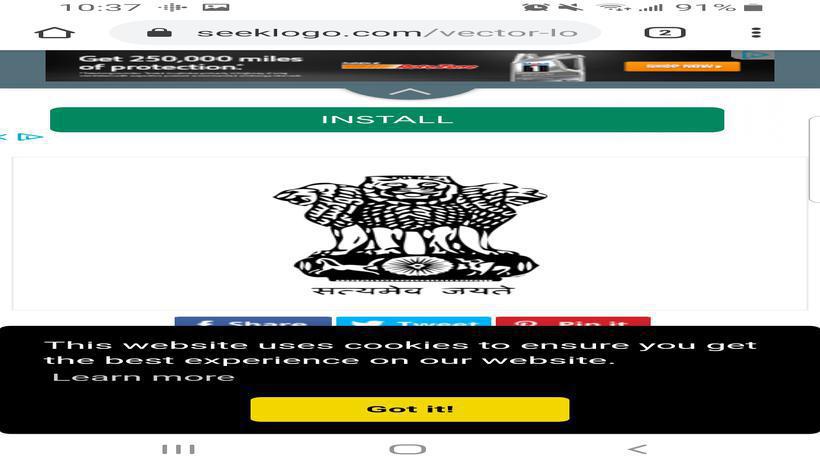 10:37
91%
seeklogo.com/vector-lo
2
Get 250,000 miles
of protection.*
AutoZone
SHOP NOW
INSTALL
सत्यमेव जयते
Share
Tweet
Pin it
This website uses cookies to ensure you get
the best experience on our website.
Learn more
Got it!